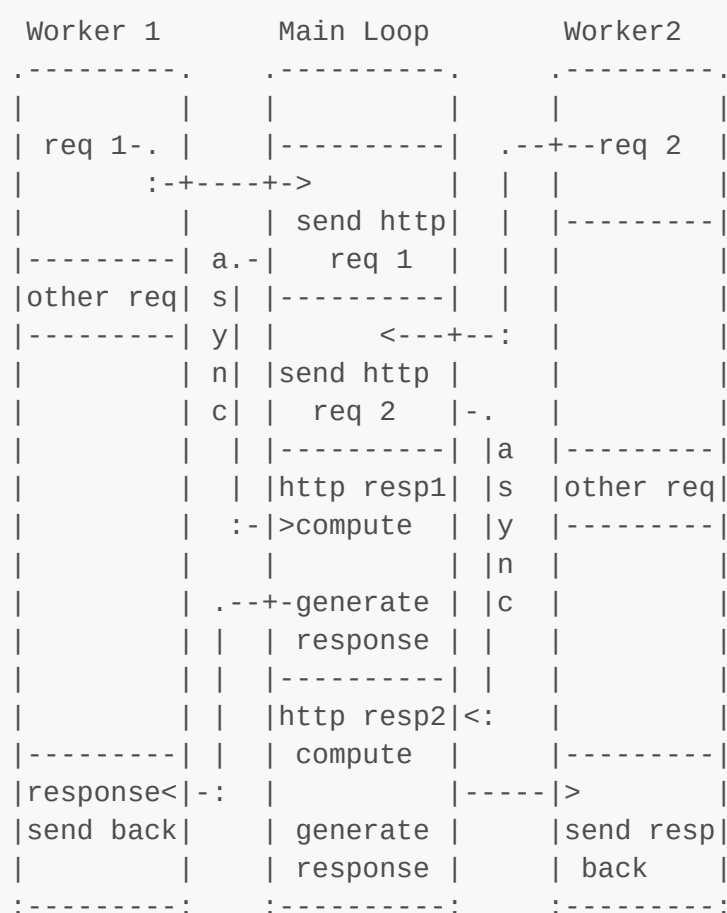 Worker 1       Main Loop        Worker2
.---------.    .----------.     .---------.
|         |    |          |     |         |
| req 1-. |    |----------|  .--+--req 2  |
|       :-+----+->        |  |  |         |
|         |    | send http|  |  |---------|
|---------| a.-|   req 1  |  |  |         |
|other req| s| |----------|  |  |         |
|---------| y| |      <---+--:  |         |
|         | n| |send http |     |         |
|         | c| |  req 2   |-.   |         |
|         |  | |----------| |a  |---------|
|         |  | |http resp1| |s  |other req|
|         |  :-|>compute  | |y  |---------|
|         |    |          | |n  |         |
|         | .--+-generate | |c  |         |
|         | |  | response | |   |         |
|         | |  |----------| |   |         |
|         | |  |http resp2|<:   |         |
|---------| |  | compute  |     |---------|
|response<|-:  |          |-----|>        |
|send back|    | generate |     |send resp|
|         |    | response |     | back    |
:---------:    :----------:     :---------: